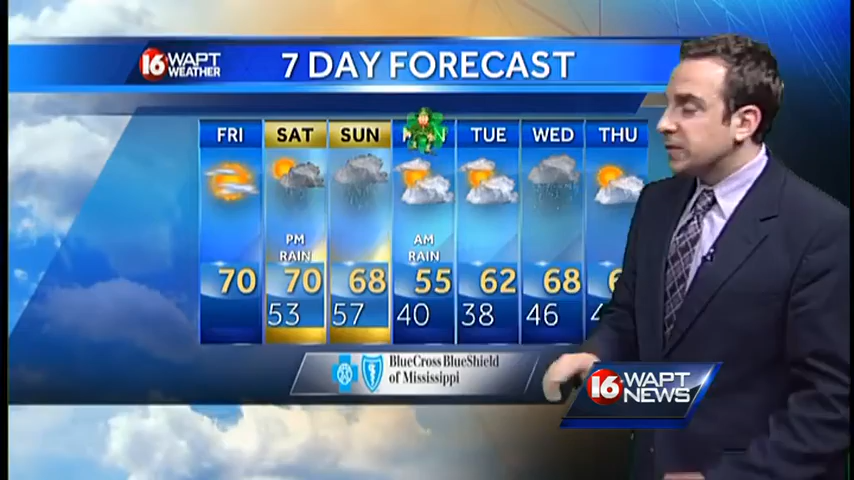 16 WAPT
WEATHER
7 DAY FORECAST
FRI SAT SUN TUE WED THU
PM
RAIN
AM
RAIN
70 70 68 55 62 68
53 57 40 38 46
BlueCross BlueShield
of Mississippi
16 WAPT
NEWS